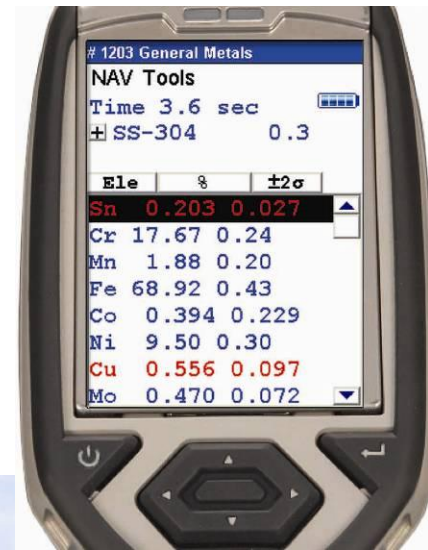 # 1203 General Metals
NAV Tools
Time 3.6 sec
+ SS-304 0.3
Ele % ±2σ
Sn 0.203 0.027
Cr 17.67 0.24
Mn 1.88 0.20
Fe 68.92 0.43
Co 0.394 0.229
Ni 9.50 0.30
Cu 0.556 0.097
Mo 0.470 0.072